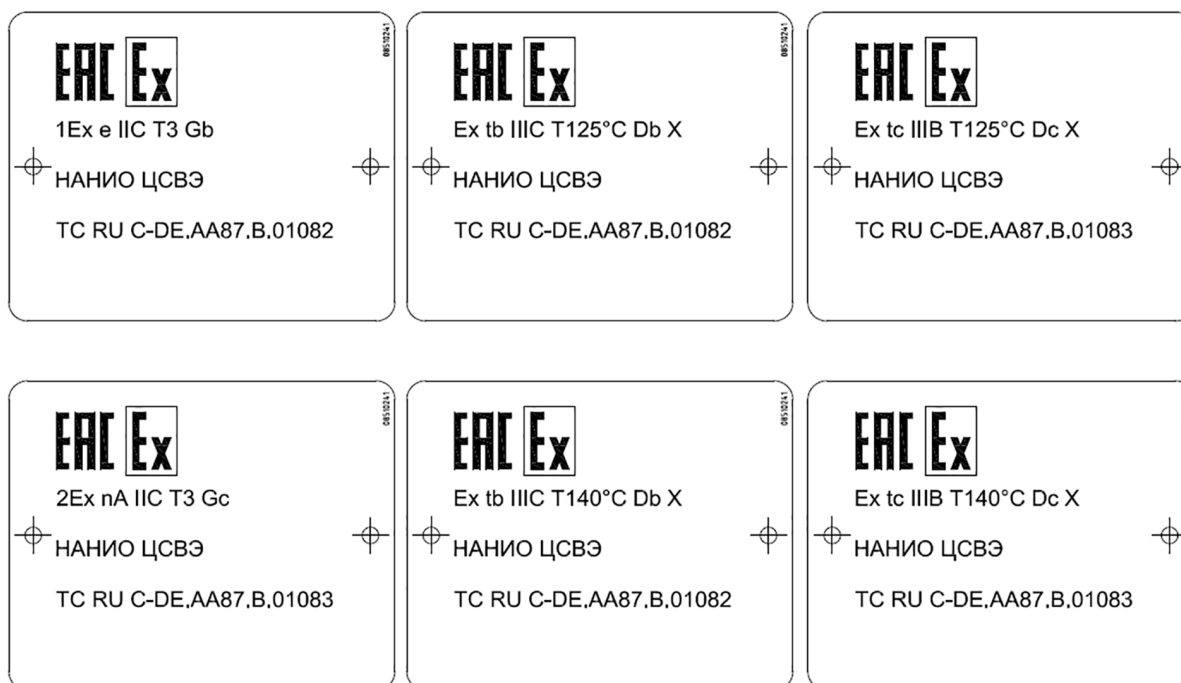 08510241
EAC Ex
1Ex e IIC T3 Gb
НАНИО ЦСВЭ
TC RU C-DE.AA87.B.01082
08510241
EAC Ex
Ex tb IIIC T125°C Db X
НАНИО ЦСВЭ
TC RU C-DE.AA87.B.01082
EAC Ex
Ex tc IIIB T125°C Dc X
НАНИО ЦСВЭ
TC RU C-DE.AA87.B.01083
08510241
EAC Ex
2Ex nA IIC T3 Gc
НАНИО ЦСВЭ
TC RU C-DE.AA87.B.01083
08510241
EAC Ex
Ex tb IIIC T140°C Db X
НАНИО ЦСВЭ
TC RU C-DE.AA87.B.01082
EAC Ex
Ex tc IIIB T140°C Dc X
НАНИО ЦСВЭ
TC RU C-DE.AA87.B.01083